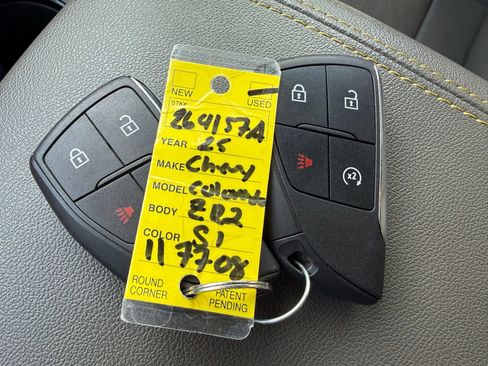 NEW
USED
STK# 264157A
YEAR 25
MAKE Chevy
MODEL Colorado
BODY ZR2
COLOR S1
117708
ROUND CORNER
PATENT PENDING
x2